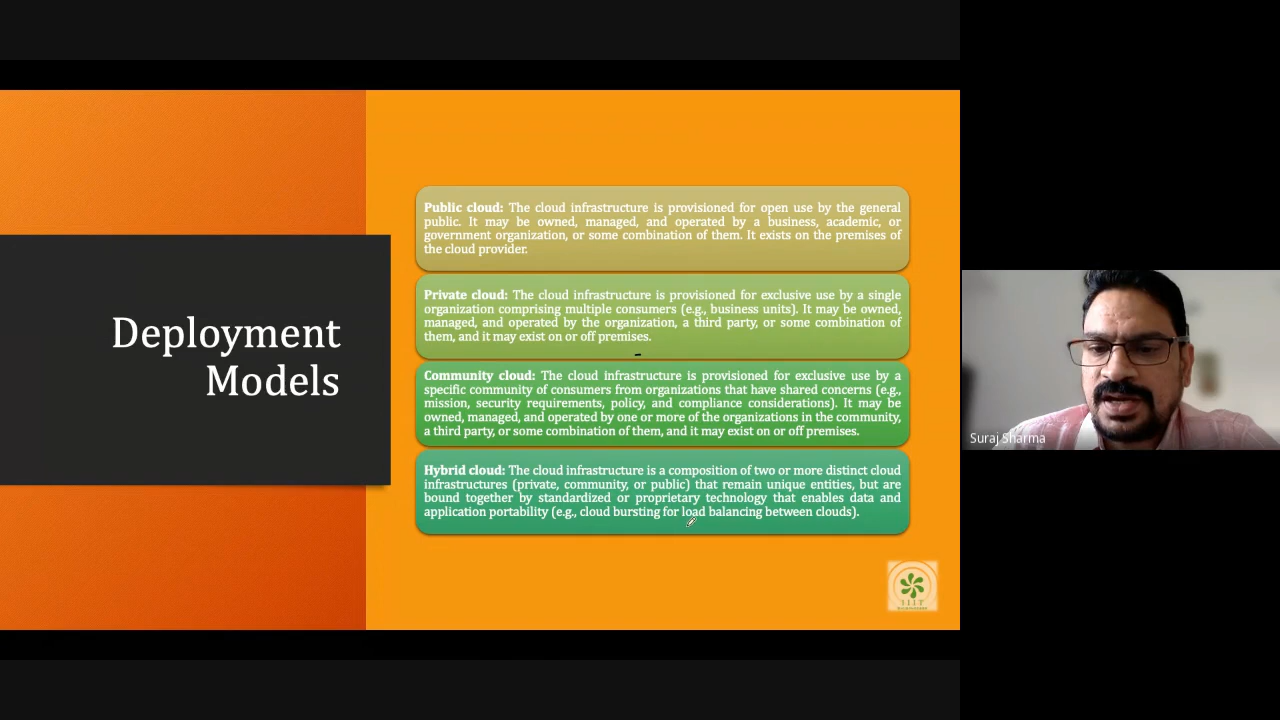 Deployment
Models
Public cloud: The cloud infrastructure is provisioned for open use by the general
public. It may be owned, managed, and operated by a business, academic, or
government organization, or some combination of them. It exists on the premises of
the cloud provider.
Private cloud: The cloud infrastructure is provisioned for exclusive use by a single
organization comprising multiple consumers (e.g., business units). It may be owned,
managed, and operated by the organization, a third party, or some combination of
them, and it may exist on or off premises.
Community cloud: The cloud infrastructure is provisioned for exclusive use by a
specific community of consumers from organizations that have shared concerns (e.g.,
mission, security requirements, policy, and compliance considerations). It may be
owned, managed, and operated by one or more of the organizations in the community,
a third party, or some combination of them, and it may exist on or off premises.
Hybrid cloud: The cloud infrastructure is a composition of two or more distinct cloud
infrastructures (private, community, or public) that remain unique entities, but are
bound together by standardized or proprietary technology that enables data and
application portability (e.g., cloud bursting for load balancing between clouds).
Suraj Sharma